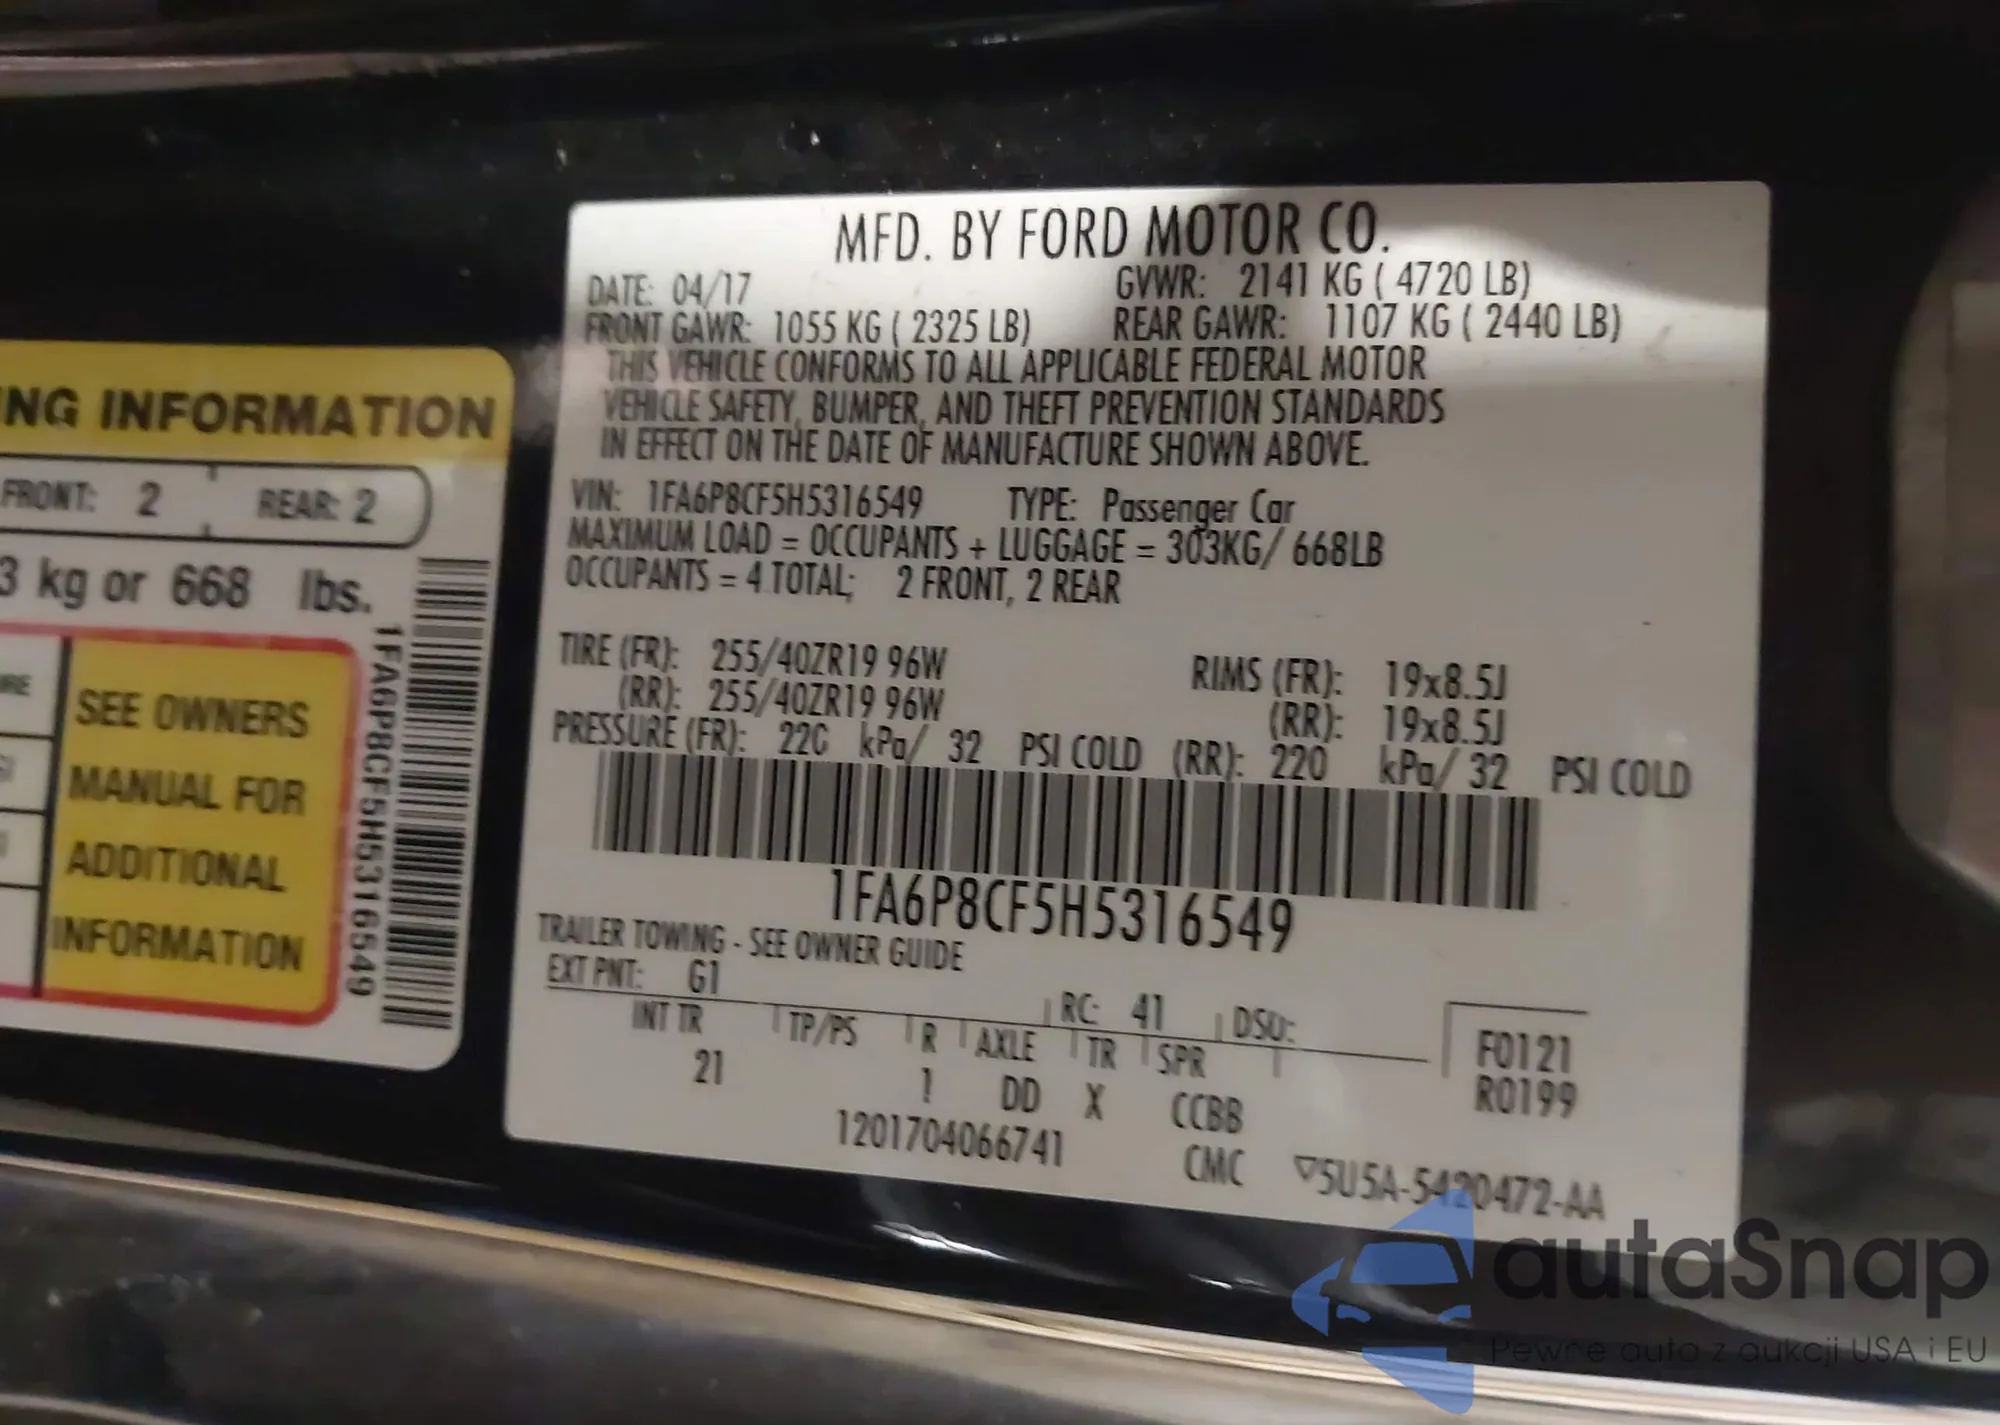 MFD. BY FORD MOTOR CO.
DATE: 04/17 GVWR: 2141 KG ( 4720 LB)
FRONT GAWR: 1055 KG ( 2325 LB) REAR GAWR: 1107 KG ( 2440 LB)
THIS VEHICLE CONFORMS TO ALL APPLICABLE FEDERAL MOTOR
VEHICLE SAFETY, BUMPER, AND THEFT PREVENTION STANDARDS
IN EFFECT ON THE DATE OF MANUFACTURE SHOWN ABOVE.
VIN: 1FA6P8CF5H5316549 TYPE: Passenger Car
MAXIMUM LOAD = OCCUPANTS + LUGGAGE = 303KG/ 668LB
OCCUPANTS = 4 TOTAL; 2 FRONT, 2 REAR
TIRE (FR): 255/40ZR19 96W RIMS (FR): 19x8.5J
(RR): 255/40ZR19 96W (RR): 19x8.5J
PRESSURE (FR): 220 kPa/ 32 PSI COLD (RR): 220 kPa/ 32 PSI COLD
1FA6P8CF5H5316549
TRAILER TOWING - SEE OWNER GUIDE
EXT PNT: G1 RC: 41 DSO:
INT TR TP/PS R AXLE TR SPR
21 1 DD X CCBB
F0121
R0199
1201704066741 CMC ▽5U5A-5420472-AA
NG INFORMATION
FRONT: 2 REAR: 2
3 kg or 668 lbs.
SEE OWNERS
MANUAL FOR
ADDITIONAL
INFORMATION
1FA6P8CF5H5316549
autaSnap
Pewne auta z aukcji USA i EU